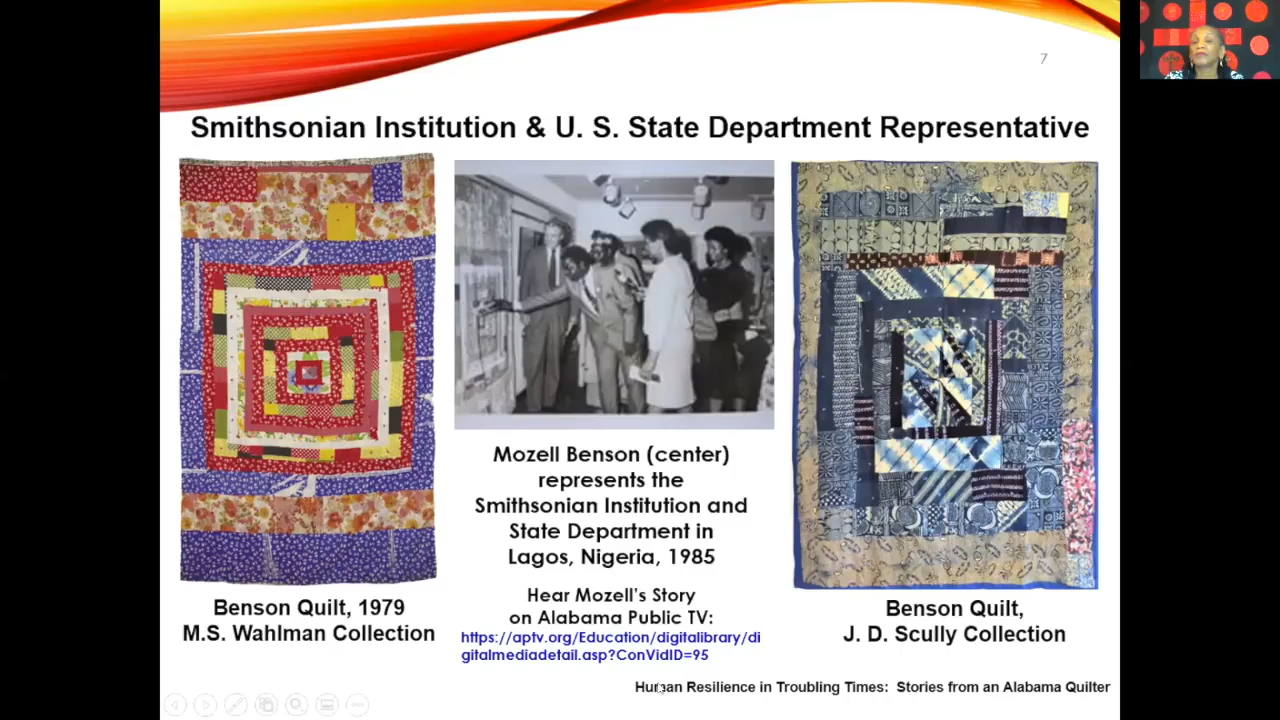 7
Smithsonian Institution & U. S. State Department Representative
Mozell Benson (center)
represents the
Smithsonian Institution and
State Department in
Lagos, Nigeria, 1985
Hear Mozell's Story
on Alabama Public TV:
https://aptv.org/Education/digitalibrary/di
gitalmediadetail.asp?ConVidID=95
Benson Quilt, 1979
M.S. Wahlman Collection
Benson Quilt,
J. D. Scully Collection
Human Resilience in Troubling Times: Stories from an Alabama Quilter